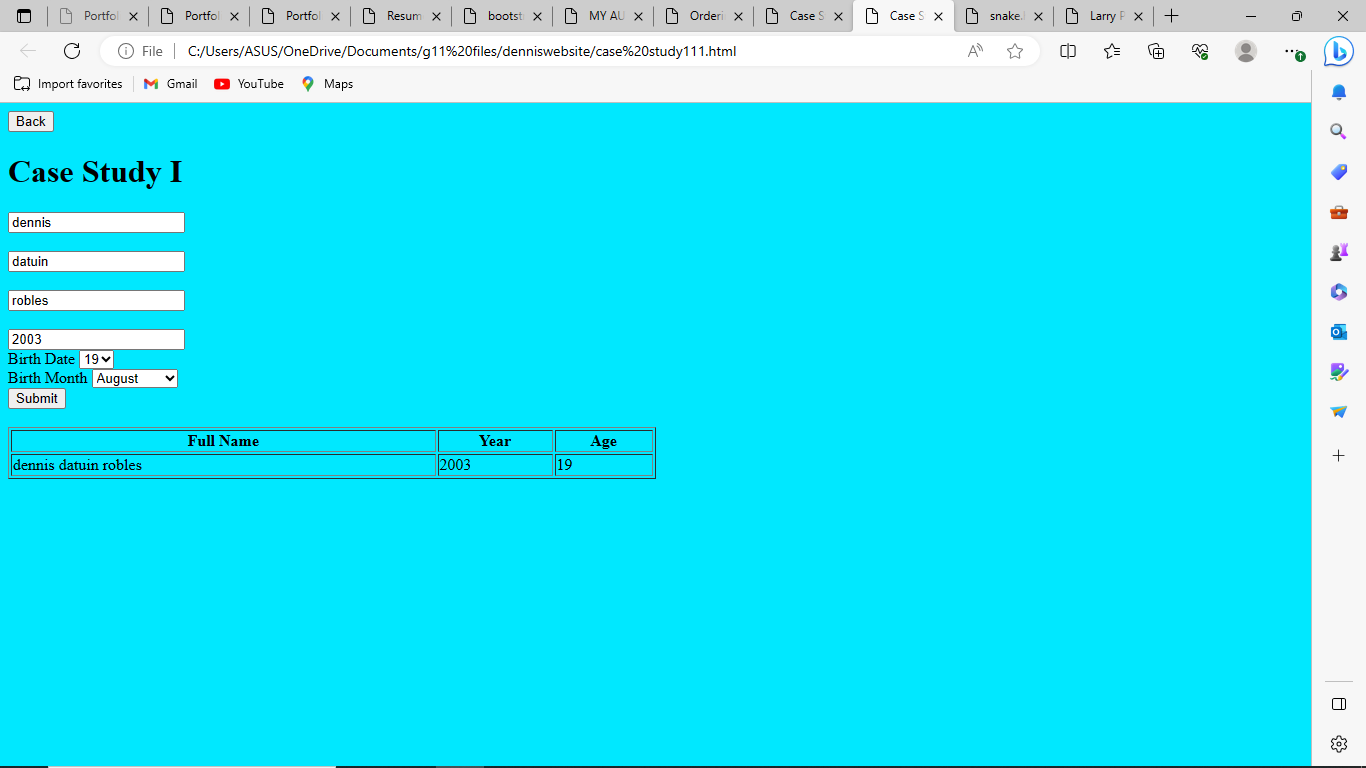 Portfol Portfol Portfol Resum bootst MY AU Orderi Case S Case S snake. Larry P
File C:/Users/ASUS/OneDrive/Documents/g11%20files/denniswebsite/case%20study111.html
Import favorites Gmail YouTube Maps
Back
Case Study I
dennis
datuin
robles
2003
Birth Date 19
Birth Month August
Submit
Full Name Year Age
dennis datuin robles 2003 19